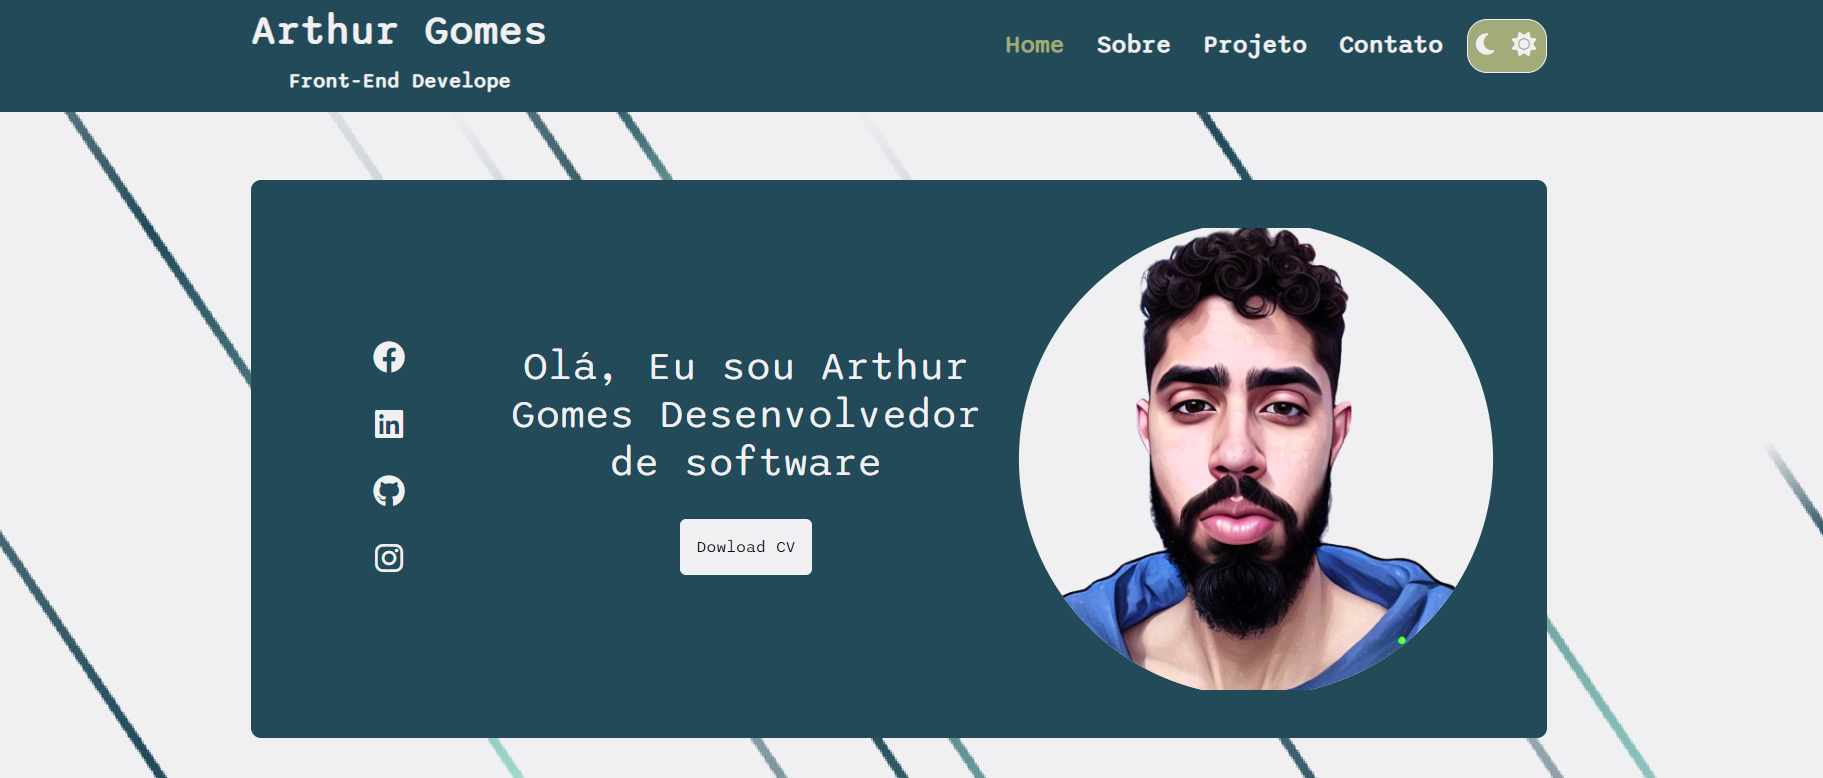 Arthur Gomes
Front-End Develope
Home Sobre Projeto Contato
Olá, Eu sou Arthur
Gomes Desenvolvedor
de software
Dowload CV